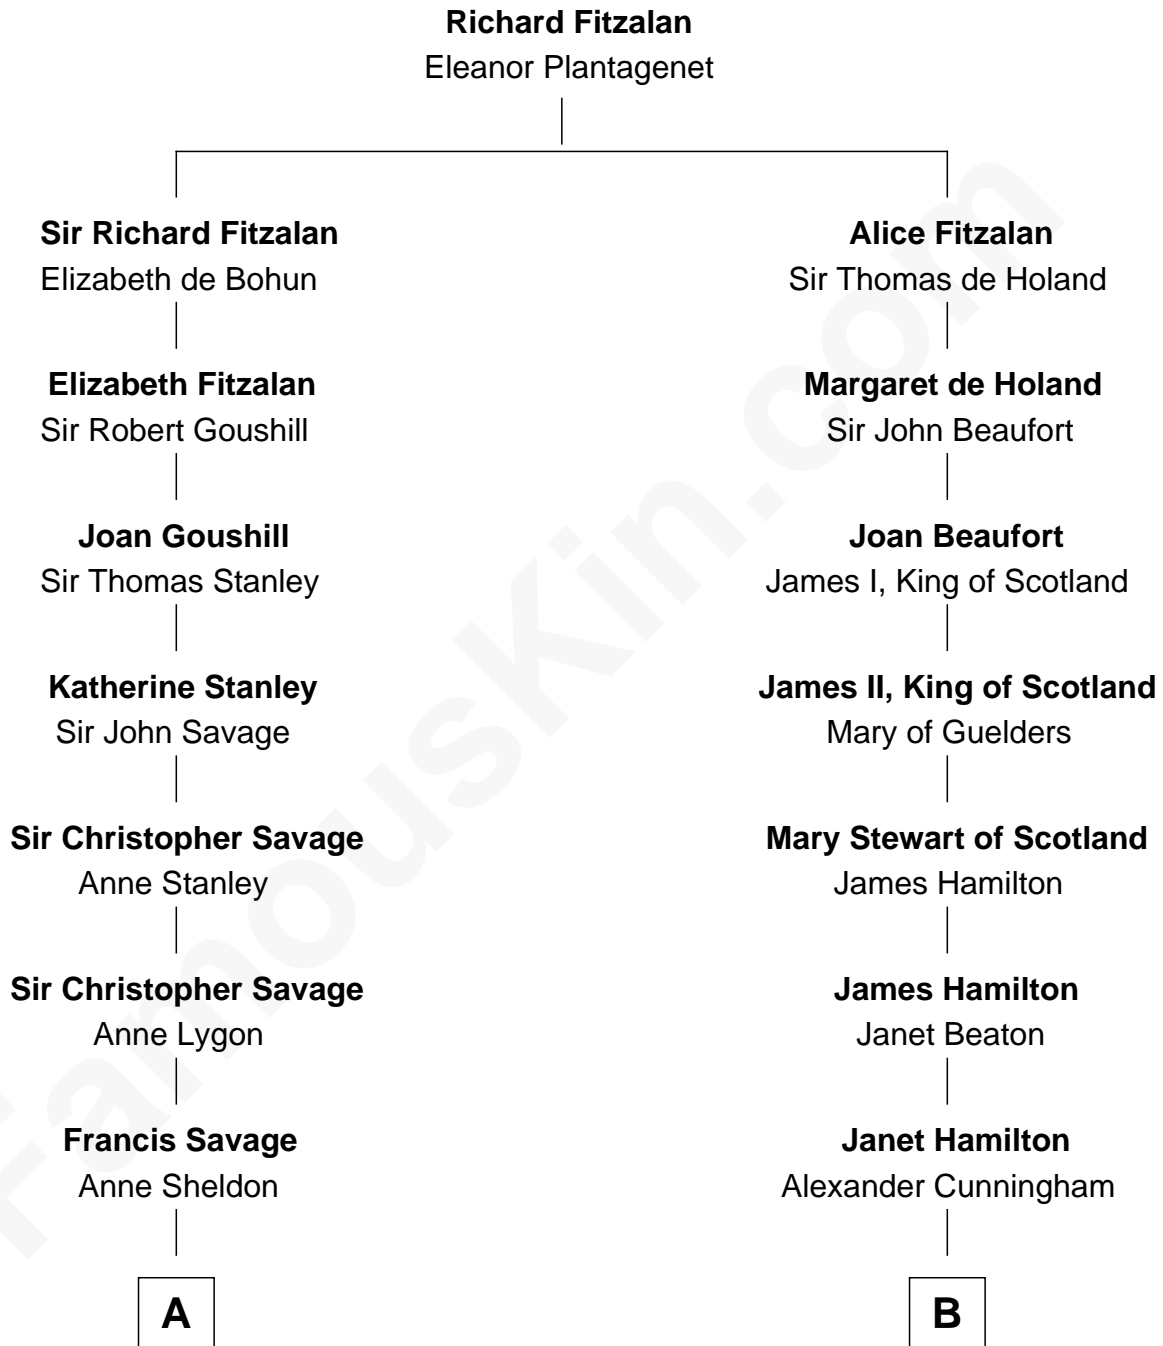 Richard Fitzalan
Eleanor Plantagenet
Sir Richard Fitzalan
Elizabeth de Bohun
Alice Fitzalan
Sir Thomas de Holand
Elizabeth Fitzalan
Sir Robert Goushill
Margaret de Holand
Sir John Beaufort
Joan Goushill
Sir Thomas Stanley
Joan Beaufort
James I, King of Scotland
Katherine Stanley
Sir John Savage
James II, King of Scotland
Mary of Guelders
Sir Christopher Savage
Anne Stanley
Mary Stewart of Scotland
James Hamilton
Sir Christopher Savage
Anne Lygon
James Hamilton
Janet Beaton
Francis Savage
Anne Sheldon
Janet Hamilton
Alexander Cunningham
A
B
FamousKin.com